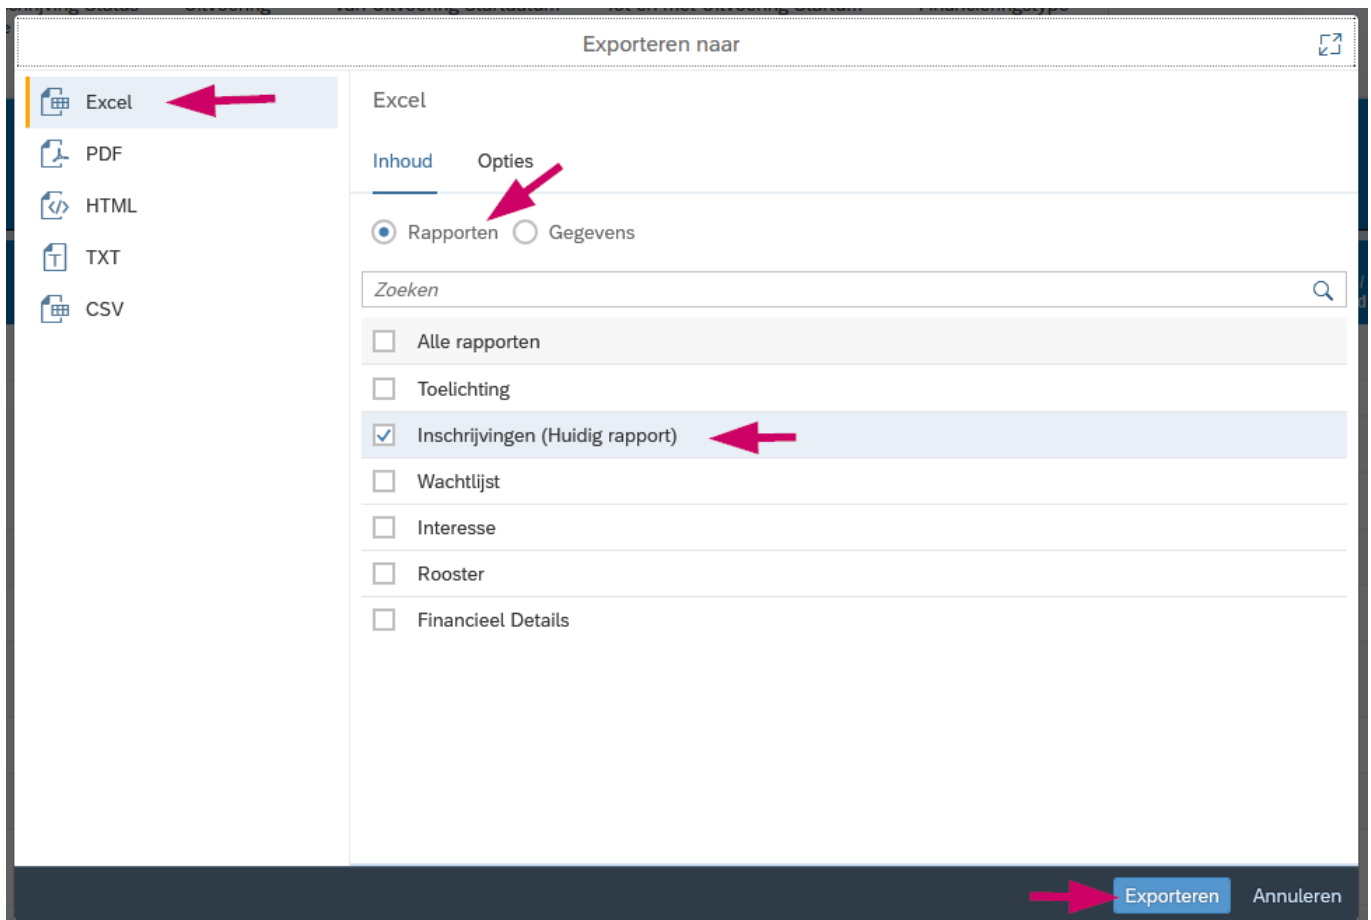 Exporteren naar
Excel
PDF
HTML
TXT
CSV
Excel
Inhoud Opties
Rapporten Gegevens
Zoeken
Alle rapporten
Toelichting
Inschrijvingen (Huidig rapport)
Wachtlijst
Interesse
Rooster
Financieel Details
Exporteren Annuleren